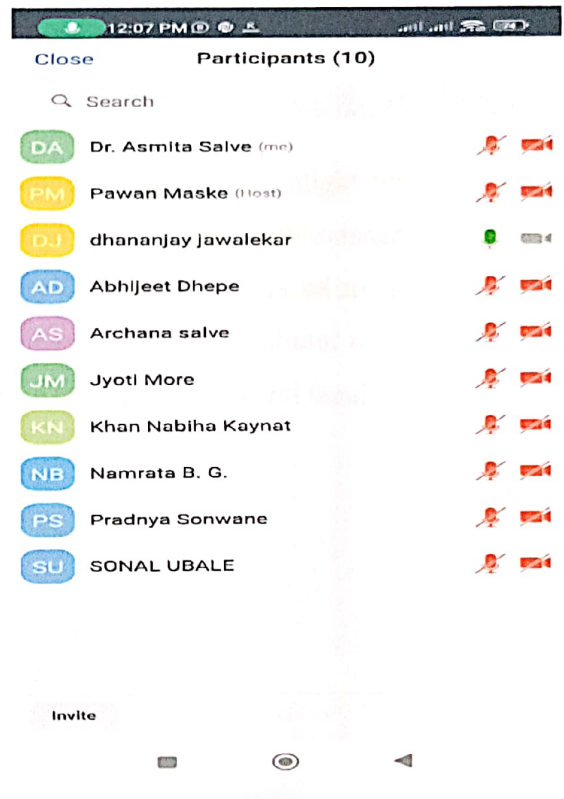 12:07 PM
Close Participants (10)
Search
DA Dr. Asmita Salve (me)
PM Pawan Maske (Host)
DJ dhananjay jawalekar
AD Abhijeet Dhepe
AS Archana salve
JM Jyoti More
KN Khan Nabiha Kaynat
NB Namrata B. G.
PS Pradnya Sonwane
SU SONAL UBALE
Invite